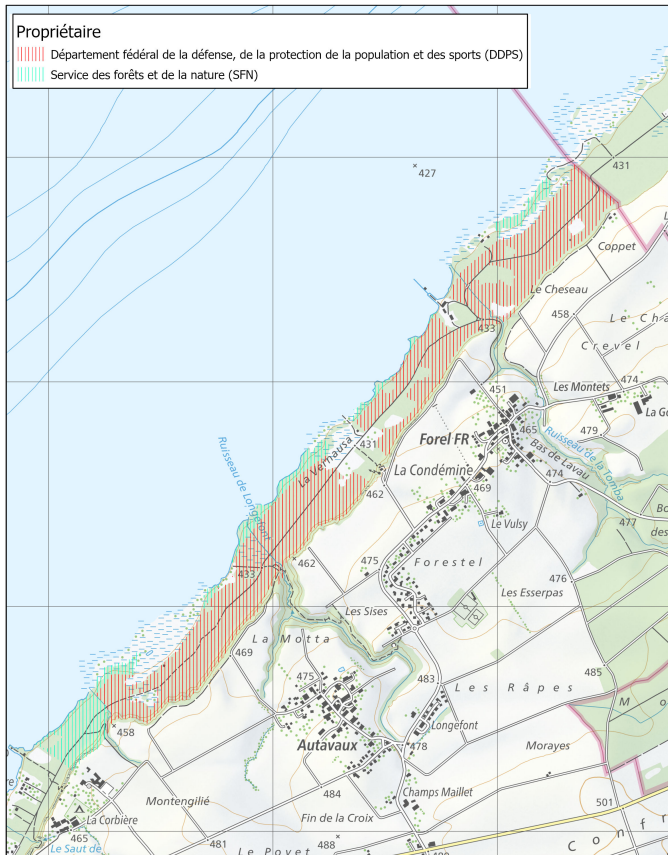 Propriétaire
Département fédéral de la défense, de la protection de la population et des sports (DDPS)
Service des forêts et de la nature (SFN)
431
427
Coppet
Le Cheseau
458
Crevel
433
451
Les Montets
474
479
Forel FR
465
Ruisseau de la Tomba
Bas de Lavau
474
La Vernausa
431
La Condémine
462
469
Le Vulsy
477
Ruisseau de Longefont
433
462
475
Forestel
476
Les Esserpas
Les Sises
La Motta
469
475
483
Les Râpes
485
458
Longefont
Autavaux
478
Morayes
Montengilié
484
Champs Maillet
501
La Corbière
465
Fin de la Croix
481
488
Le Povet
Le Saut de